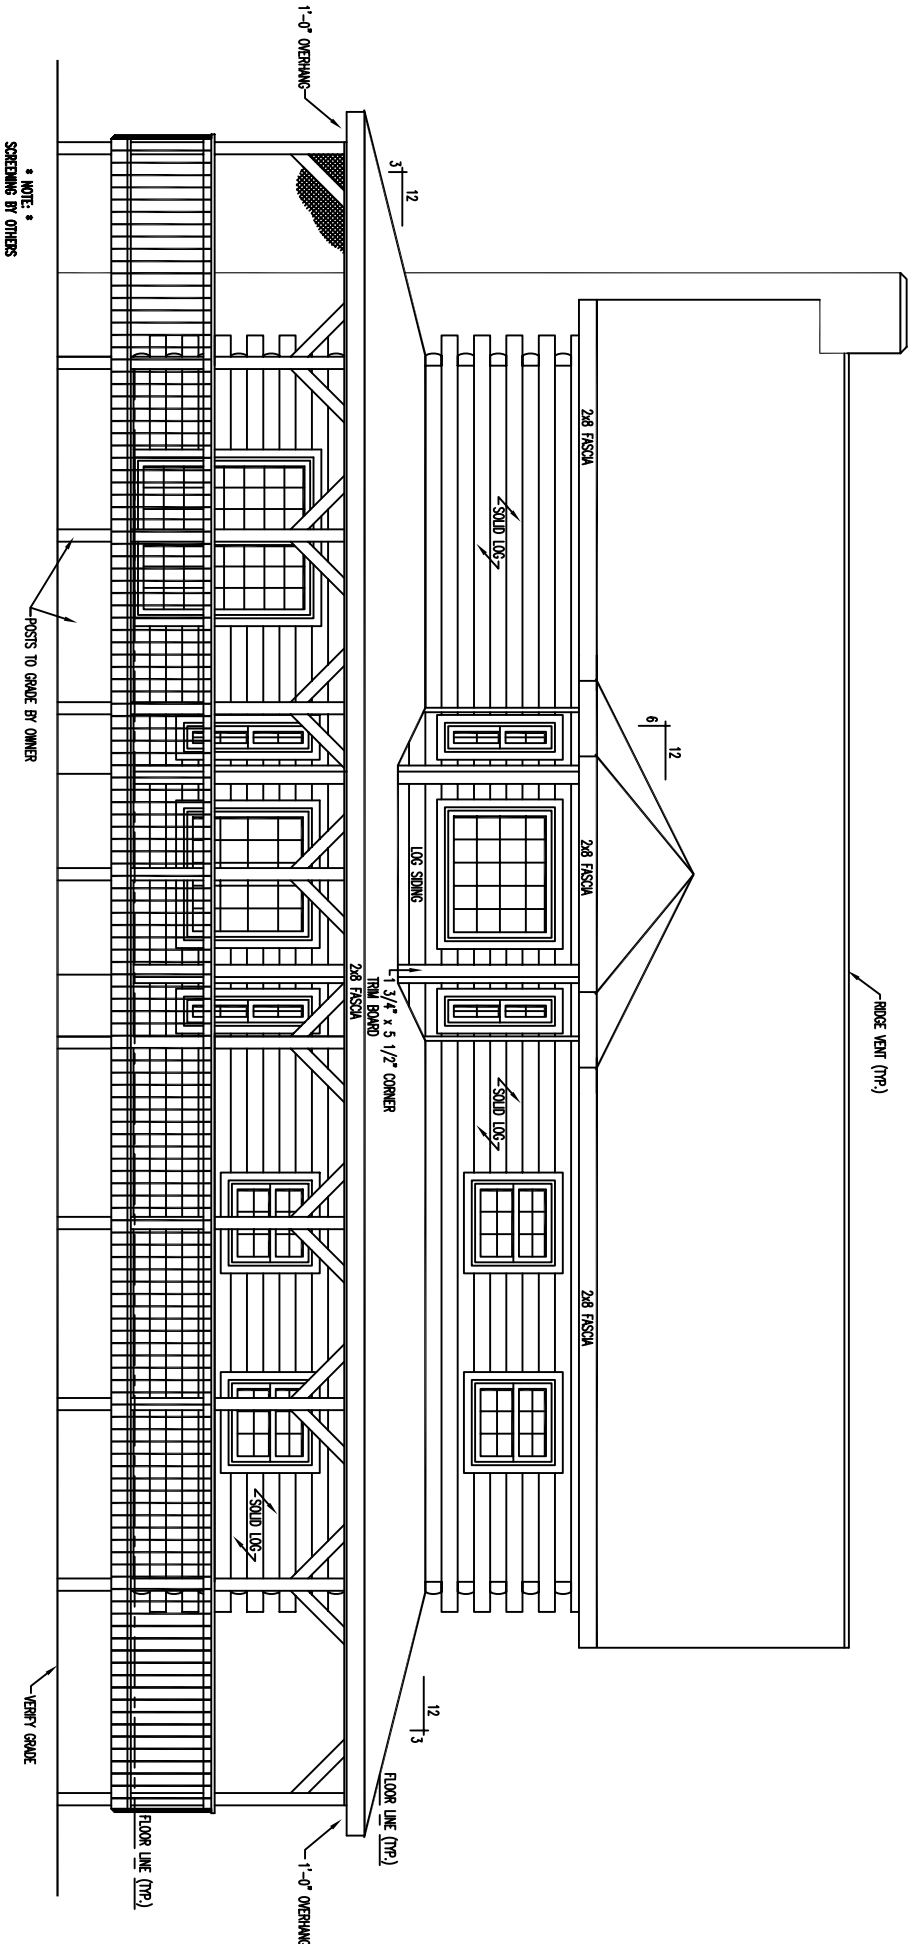 RIDGE VENT (TYP.)
12
6
2x8 FASCIA
2x8 FASCIA
2x8 FASCIA
SOLID LOG
SOLID LOG
LOG SIDING
12
3
12
3
1 3/4" x 5 1/2" CORNER
TRIM BOARD
2x8 FASCIA
FLOOR LINE (TYP.)
1'-0" OVERHANG
1'-0" OVERHANG
SOLID LOG
FLOOR LINE (TYP.)
POSTS TO GRADE BY OWNER
VERIFY GRADE
* NOTE: *
SCREENING BY OTHERS